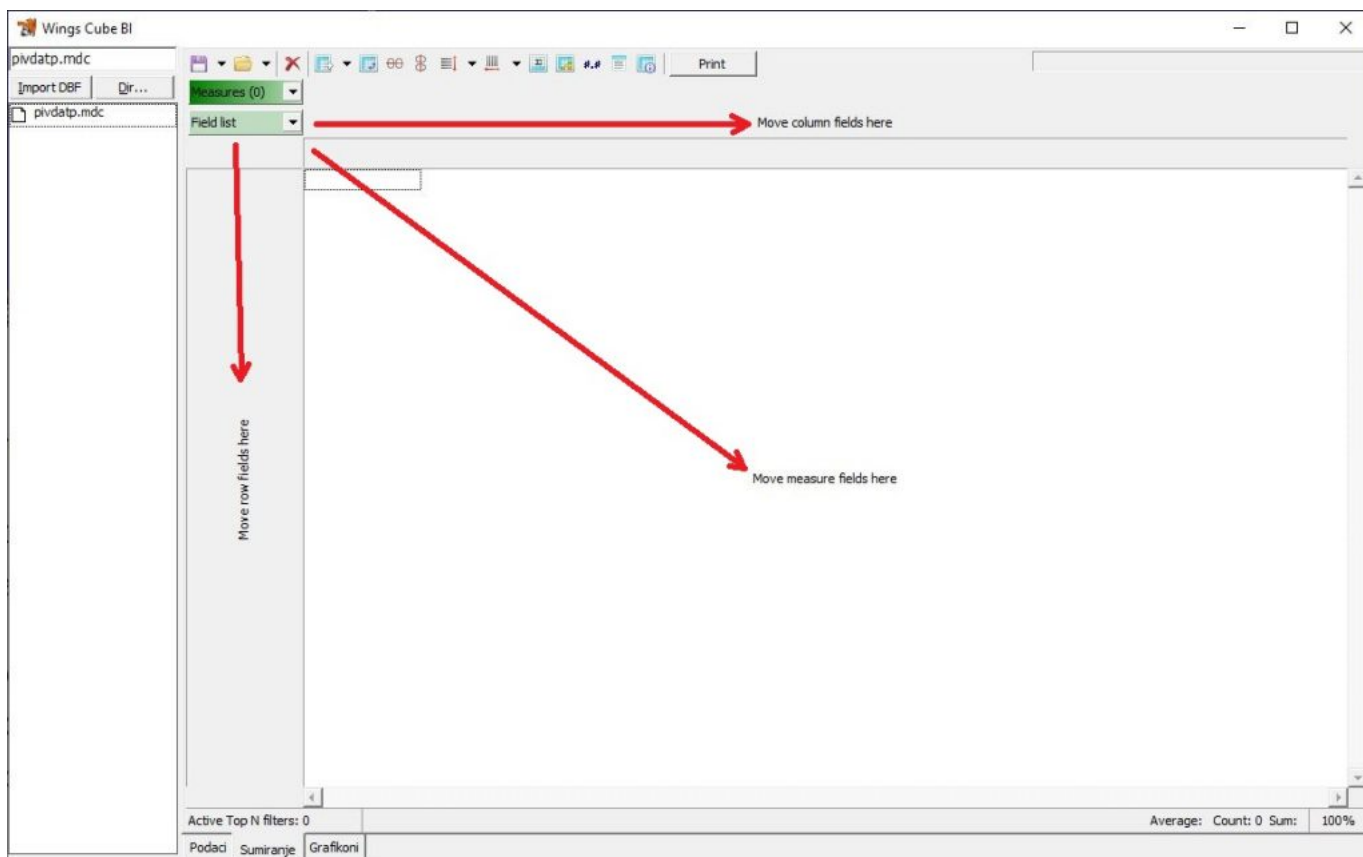 Wings Cube BI
pivdatp.mdc
Import DBF Dir...
pivdatp.mdc
#.# Print
Measures (0)
Field list
Move column fields here
Move row fields here
Move measure fields here
Active Top N filters: 0
Average: Count: 0 Sum: 100%
Podaci Sumiranje Grafikoni